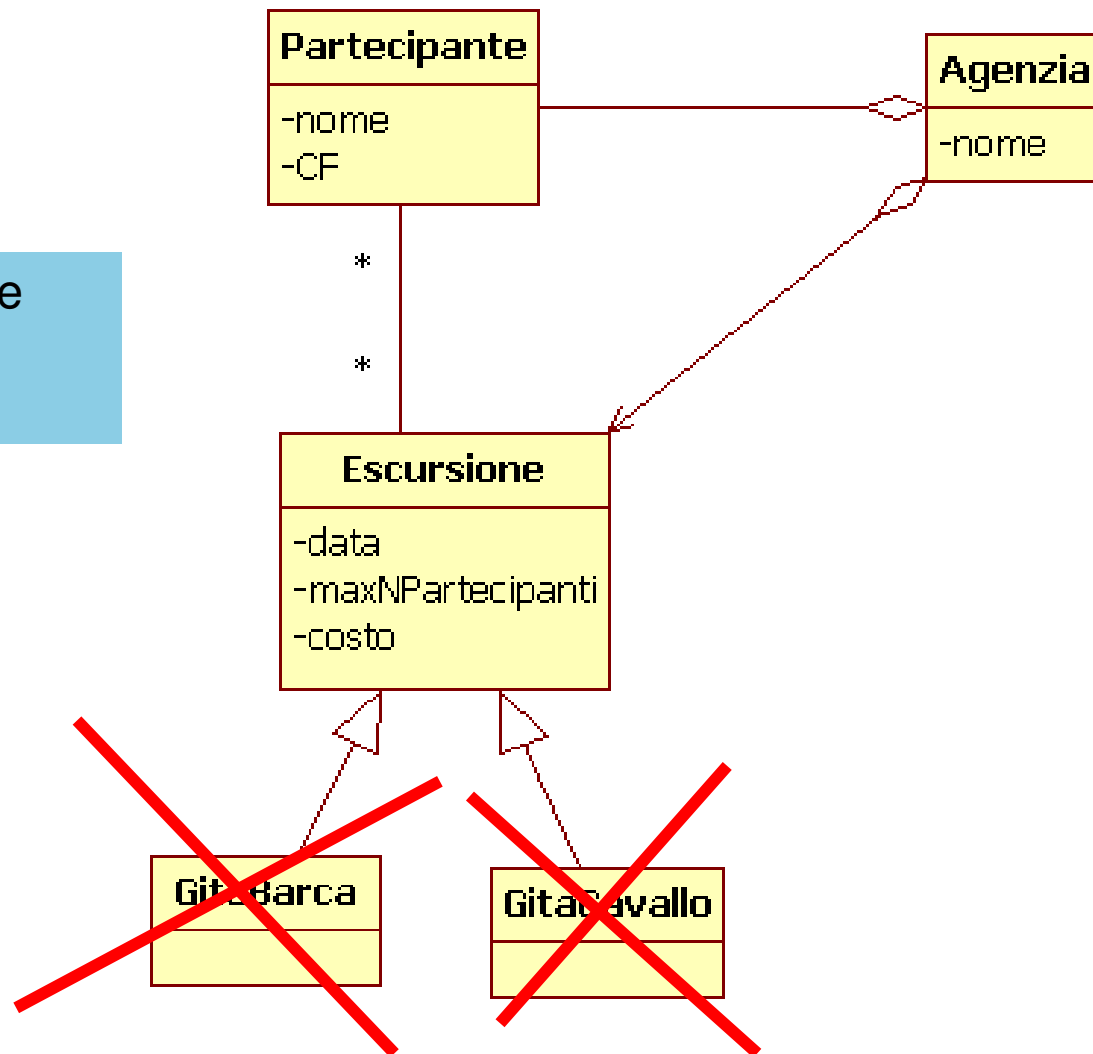 Partecipante
-nome
-CF
Agenzia
-nome
e
*
*
Escursione
-data
-maxNPartecipanti
-costo
GitaBarca
GitaCavallo